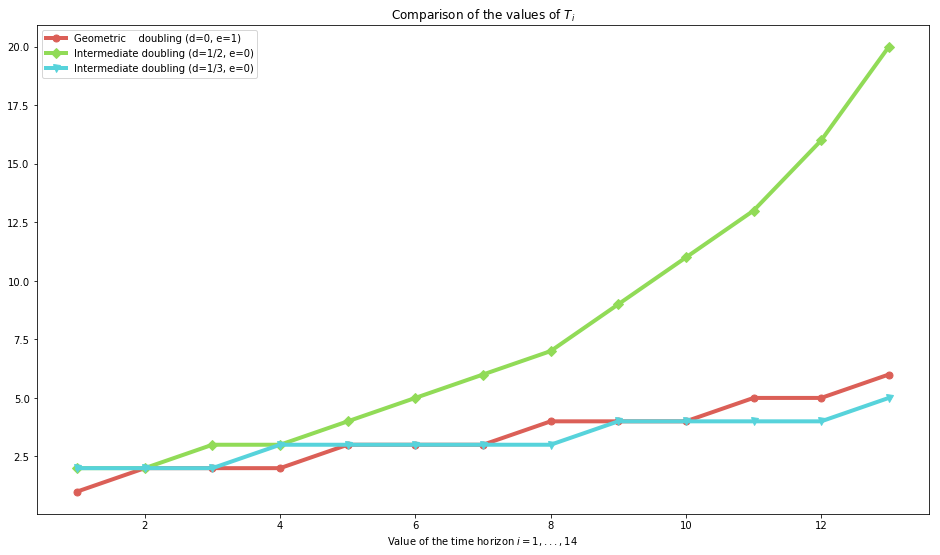 Comparison of the values of $T_i$
Geometric    doubling (d=0, e=1)
Intermediate doubling (d=1/2, e=0)
Intermediate doubling (d=1/3, e=0)
20.0
17.5
15.0
12.5
10.0
7.5
5.0
2.5
2 4 6 8 10 12
Value of the time horizon $i = 1, ..., 14$